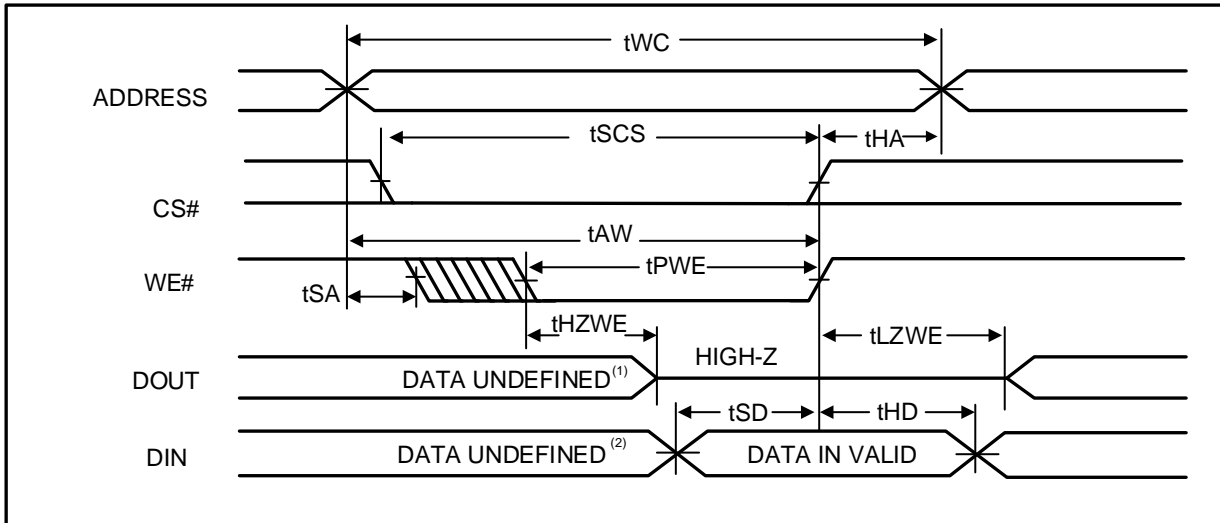 tWC
ADDRESS
tSCS
tHA
CS#
tAW
tPWE
WE#
tSA
tHZWE
tLZWE
HIGH-Z
DOUT
DATA UNDEFINED(1)
tSD
tHD
DIN
DATA UNDEFINED(2)
DATA IN VALID